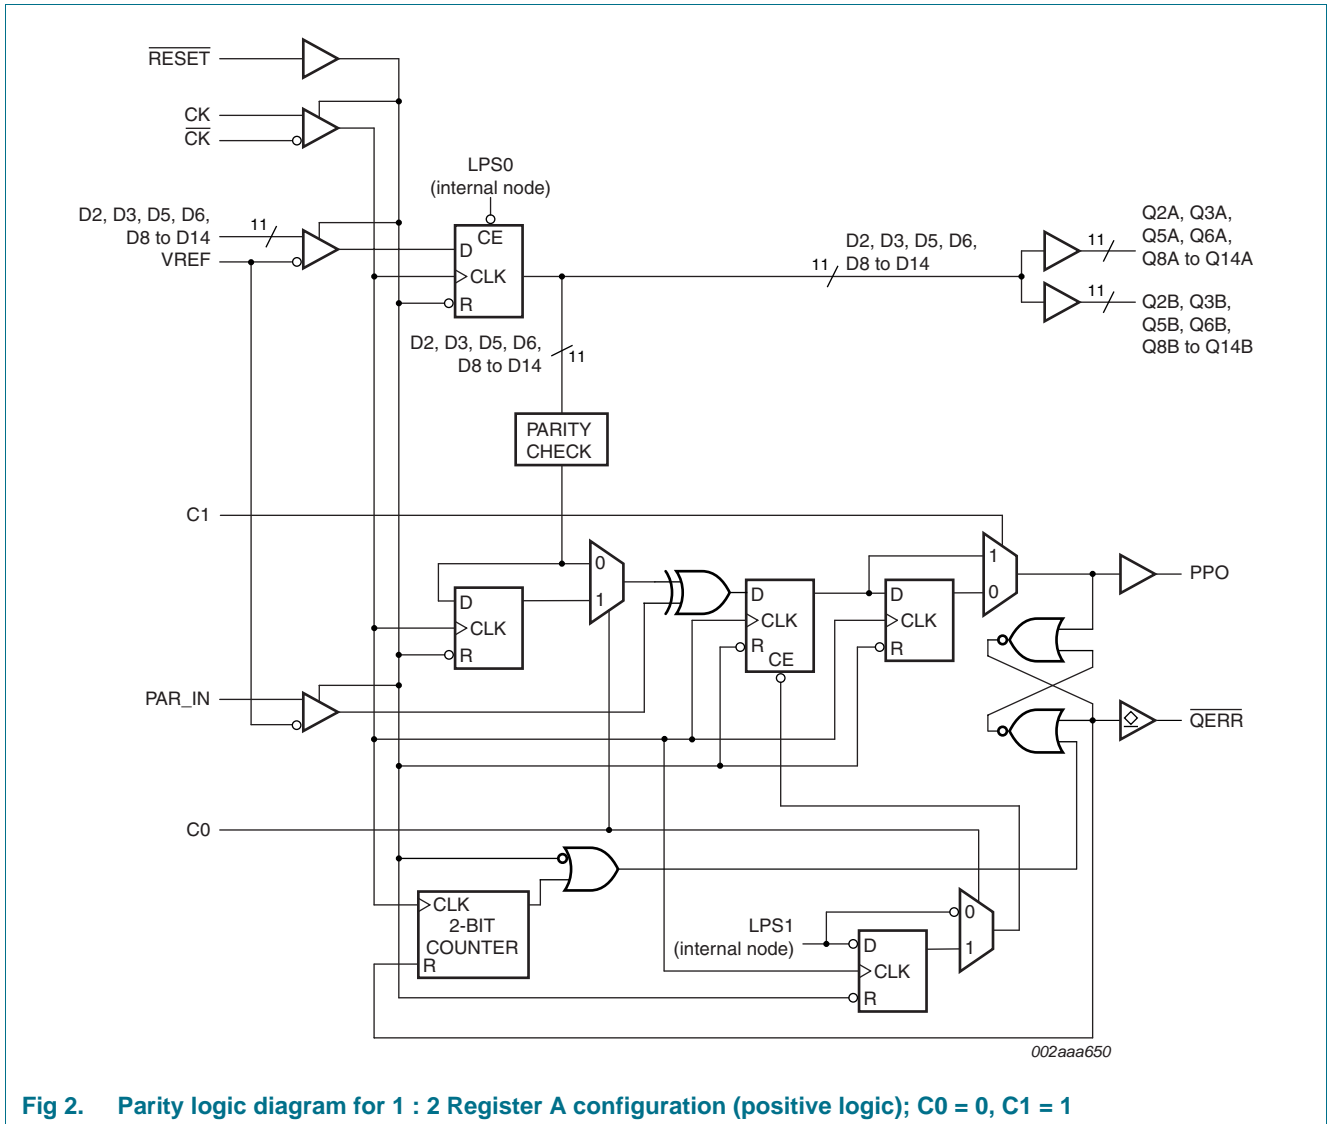 RESET
CK
CK
LPS0
(internal node)
D2, D3, D5, D6,
D8 to D14
VREF
11
CE
D
CLK
R
D2, D3, D5, D6,
D8 to D14
11
11
Q2A, Q3A,
Q5A, Q6A,
Q8A to Q14A
11
Q2B, Q3B,
Q5B, Q6B,
Q8B to Q14B
D2, D3, D5, D6,
D8 to D14
11
PARITY
CHECK
C1
0
1
D
CLK
R
D
CLK
R
CE
D
CLK
R
1
0
PPO
PAR_IN
QERR
C0
CLK
2-BIT
COUNTER
R
LPS1
(internal node)
D
CLK
R
0
1
002aaa650
Fig 2. Parity logic diagram for 1 : 2 Register A configuration (positive logic); C0 = 0, C1 = 1